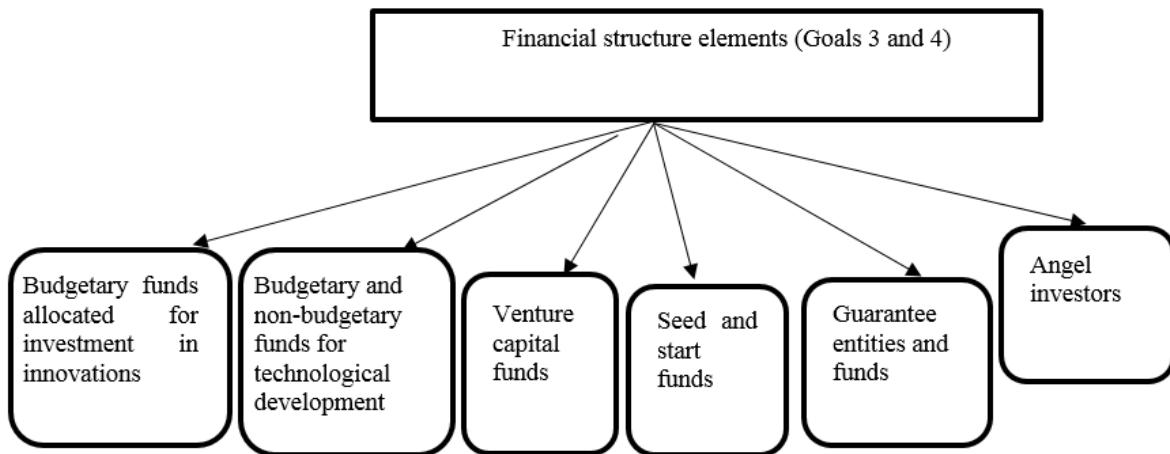 Financial structure elements (Goals 3 and 4)
Budgetary funds
allocated for
investment in
innovations
Budgetary and
non-budgetary
funds for
technological
development
Venture
capital
funds
Seed and
start
funds
Guarantee
entities and
funds
Angel
investors